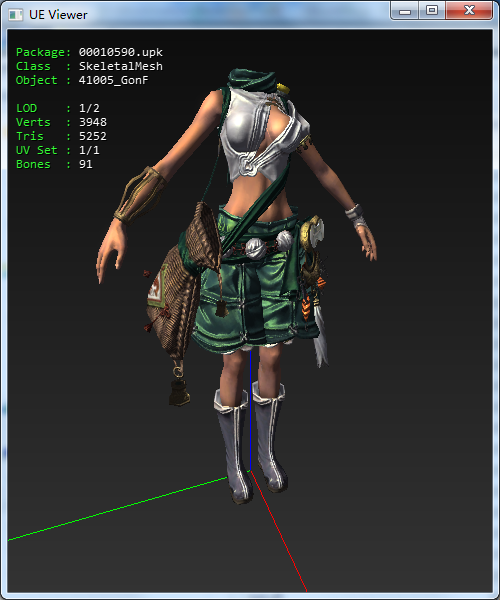 UE Viewer
Package: 00010590.upk
Class  : SkeletalMesh
Object : 41005_GonF
LOD    : 1/2
Verts  : 3948
Tris   : 5252
UV Set : 1/1
Bones  : 91